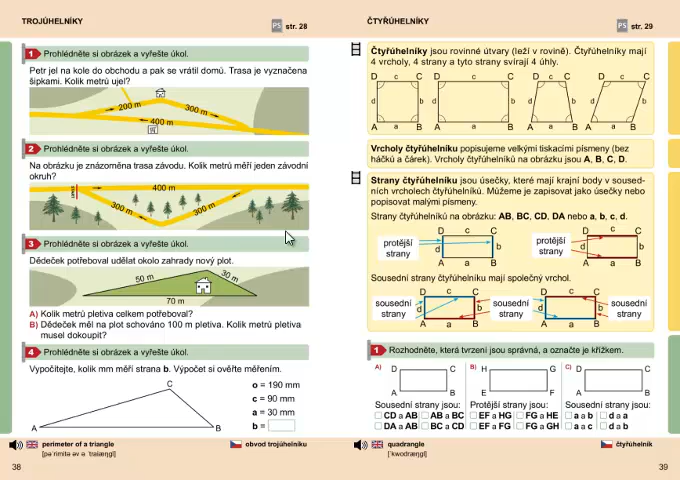 TROJÚHELNÍKY
PS str. 28
1 Prohlédněte si obrázek a vyřešte úkol.
Petr jel na kole do obchodu a pak se vrátil domů. Trasa je vyznačena
šipkami. Kolik metrů ujel?
200 m
300 m
400 m
2 Prohlédněte si obrázek a vyřešte úkol.
Na obrázku je znázorněna trasa závodu. Kolik metrů měří jeden závodní
okruh?
400 m
START
300 m
300 m
3 Prohlédněte si obrázek a vyřešte úkol.
Dědeček potřeboval udělat okolo zahrady nový plot.
50 m
30 m
70 m
A) Kolik metrů pletiva celkem potřeboval?
B) Dědeček měl na plot schováno 100 m pletiva. Kolik metrů pletiva
musel dokoupit?
4 Prohlédněte si obrázek a vyřešte úkol.
Vypočítejte, kolik mm měří strana b. Výpočet si ověřte měřením.
C
A
B
o = 190 mm
c = 90 mm
a = 30 mm
b =
perimeter of a triangle
obvod trojúhelníku
38
ČTYŘÚHELNÍKY
PS str. 29
Čtyřúhelníky jsou rovinné útvary (leží v rovině). Čtyřúhelníky mají
4 vrcholy, 4 strany a tyto strany svírají 4 úhly.
D c C D c C D c C D c C
d b d b d b d b
A a B A a B A a B A a B
Vrcholy čtyřúhelníku popisujeme velkými tiskacími písmeny (bez
háčků a čárek). Vrcholy čtyřúhelníku na obrázku jsou A, B, C, D.
Strany čtyřúhelníku jsou úsečky, které mají krajní body v soused-
ních vrcholech čtyřúhelníků. Můžeme je zapisovat jako úsečky nebo
popisovat malými písmeny.
Strany čtyřúhelníku na obrázku: AB, BC, CD, DA nebo a, b, c, d.
protější
strany
D c C
d b
A a B
protější
strany
D c C
d b
A a B
Sousední strany čtyřúhelníku mají společný vrchol.
sousední
strany
D c C
d b
A a B
sousední
strany
D c C
d b
A a B
sousední
strany
1 Rozhodněte, která tvrzení jsou správná, a označte je křížkem.
A) D C B) H G C) D C
A B E F A B
Sousední strany jsou: Protější strany jsou: Sousední strany jsou:
CD a AB AB a BC EF a HG FG a HE a a b d a a
DA a AB BC a CD EF a FG FG a GH a a c d a b
quadrangle
[ˈkwɒdræŋgl]
čtyřúhelník
39